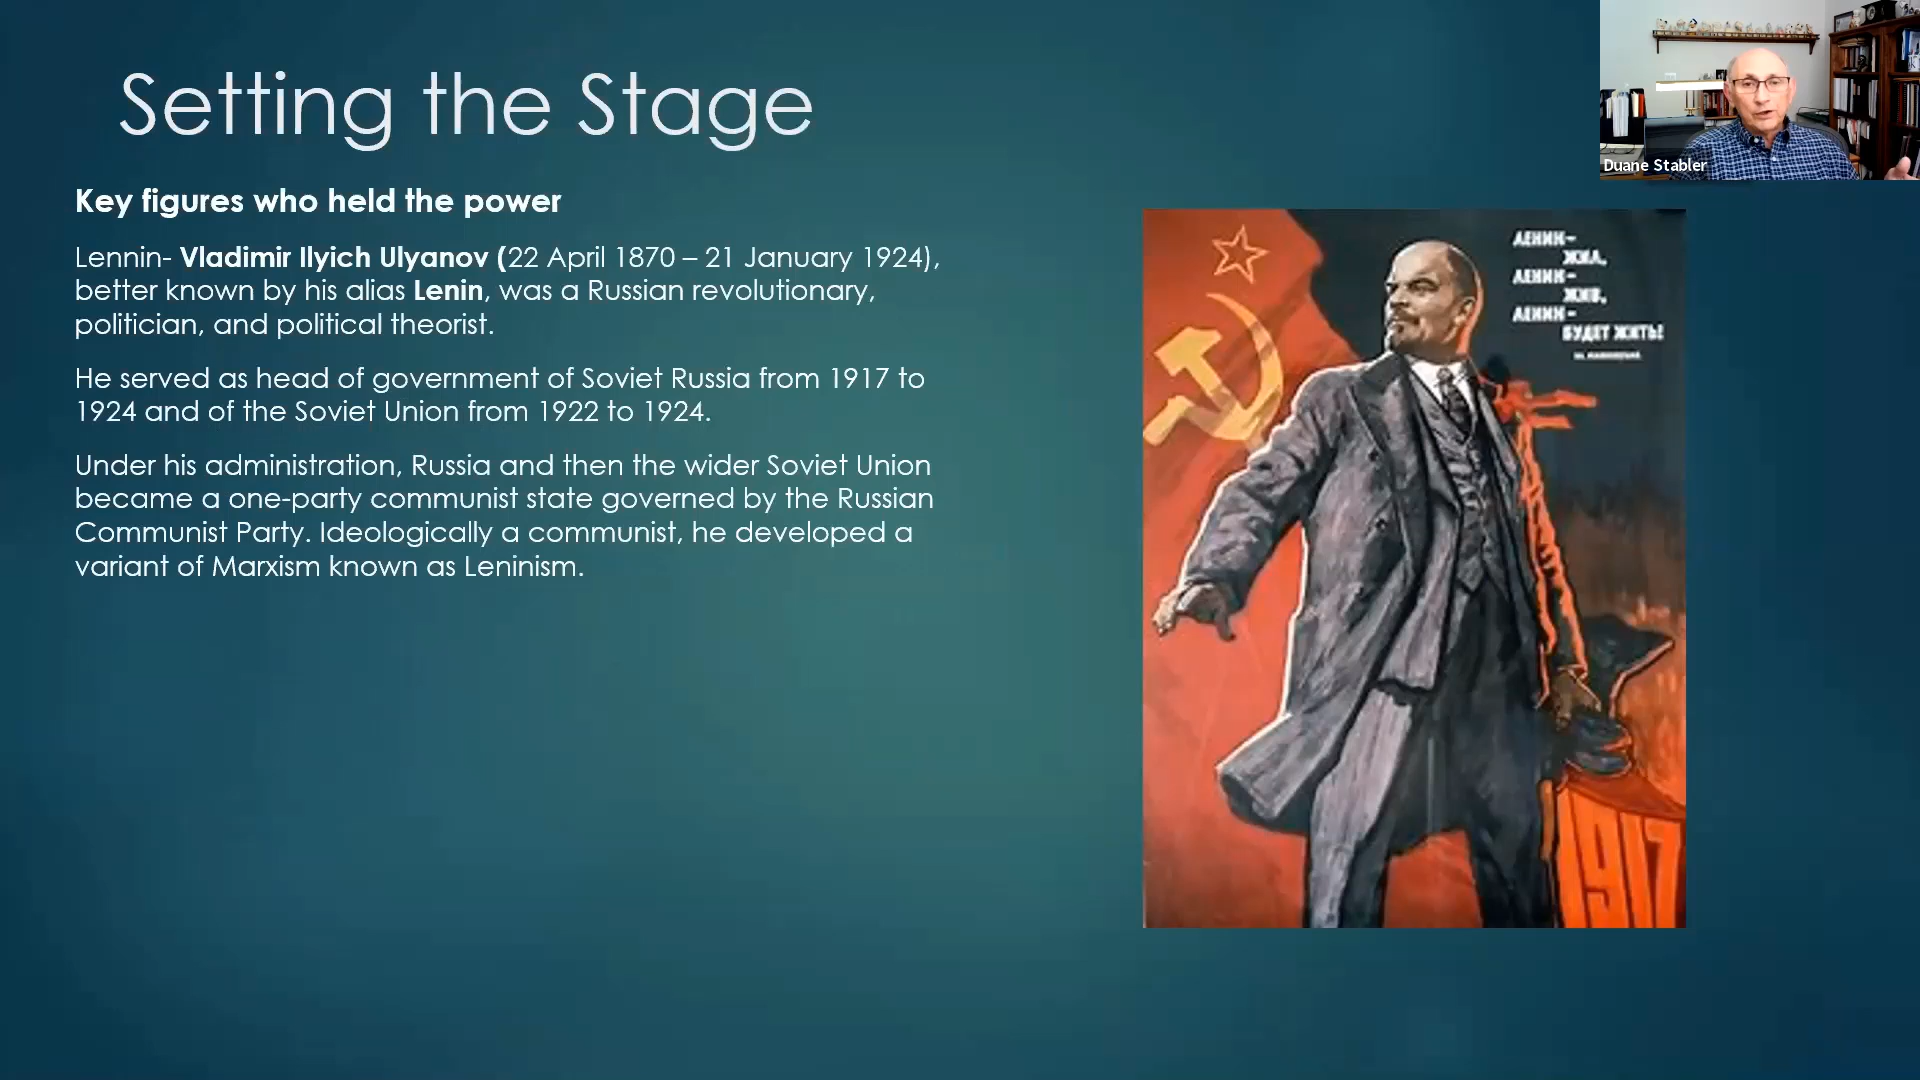 Setting the Stage
Duane Stabler
Key figures who held the power
Lennin- Vladimir Ilyich Ulyanov (22 April 1870 – 21 January 1924),
better known by his alias Lenin, was a Russian revolutionary,
politician, and political theorist.
He served as head of government of Soviet Russia from 1917 to
1924 and of the Soviet Union from 1922 to 1924.
Under his administration, Russia and then the wider Soviet Union
became a one-party communist state governed by the Russian
Communist Party. Ideologically a communist, he developed a
variant of Marxism known as Leninism.
ЛЕНИН–
ЖИЛ,
ЛЕНИН–
ЖИВ,
ЛЕНИН–
БУДЕТ ЖИТЬ!
1917